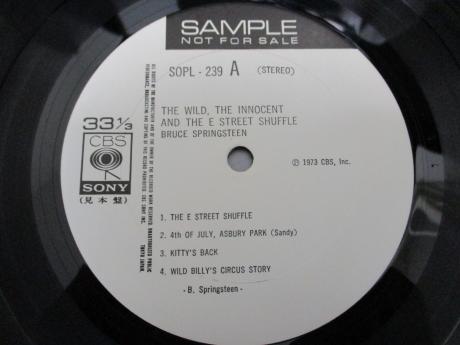 SAMPLE
NOT FOR SALE
SOPL - 239 A (STEREO)
THE WILD, THE INNOCENT
AND THE E STREET SHUFFLE
BRUCE SPRINGSTEEN
33 1/3
CBS
SONY
(見本盤)
℗ 1973 CBS, Inc.
1. THE E STREET SHUFFLE
2. 4th OF JULY, ASBURY PARK (Sandy)
3. KITTY'S BACK
4. WILD BILLY'S CIRCUS STORY
- B. Springsteen -